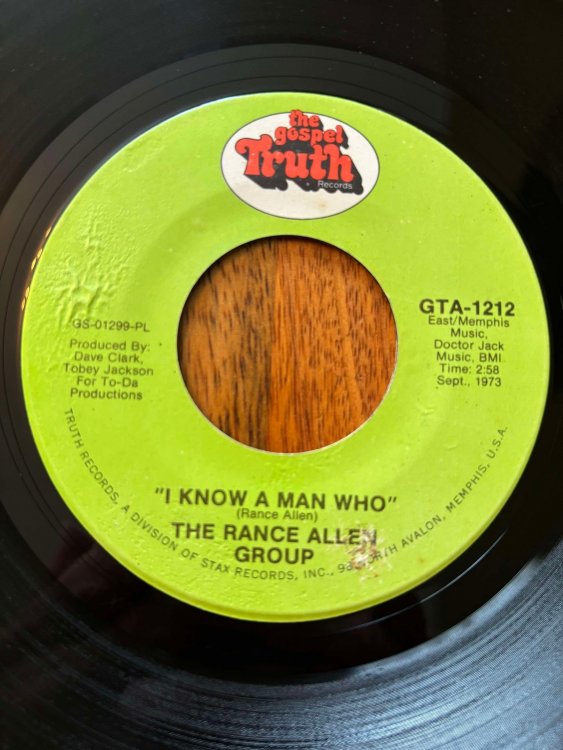 the
gospel
Truth
Records
GS-01299-PL
Produced By:
Dave Clark,
Tobey Jackson
For To-Da
Productions
GTA-1212
East/Memphis
Music,
Doctor Jack
Music, BMI
Time: 2:58
Sept., 1973
"I KNOW A MAN WHO"
(Rance Allen)
THE RANCE ALLEN
GROUP
TRUTH RECORDS, A DIVISION OF STAX RECORDS, INC., NORTH AVALON, MEMPHIS, U.S.A.